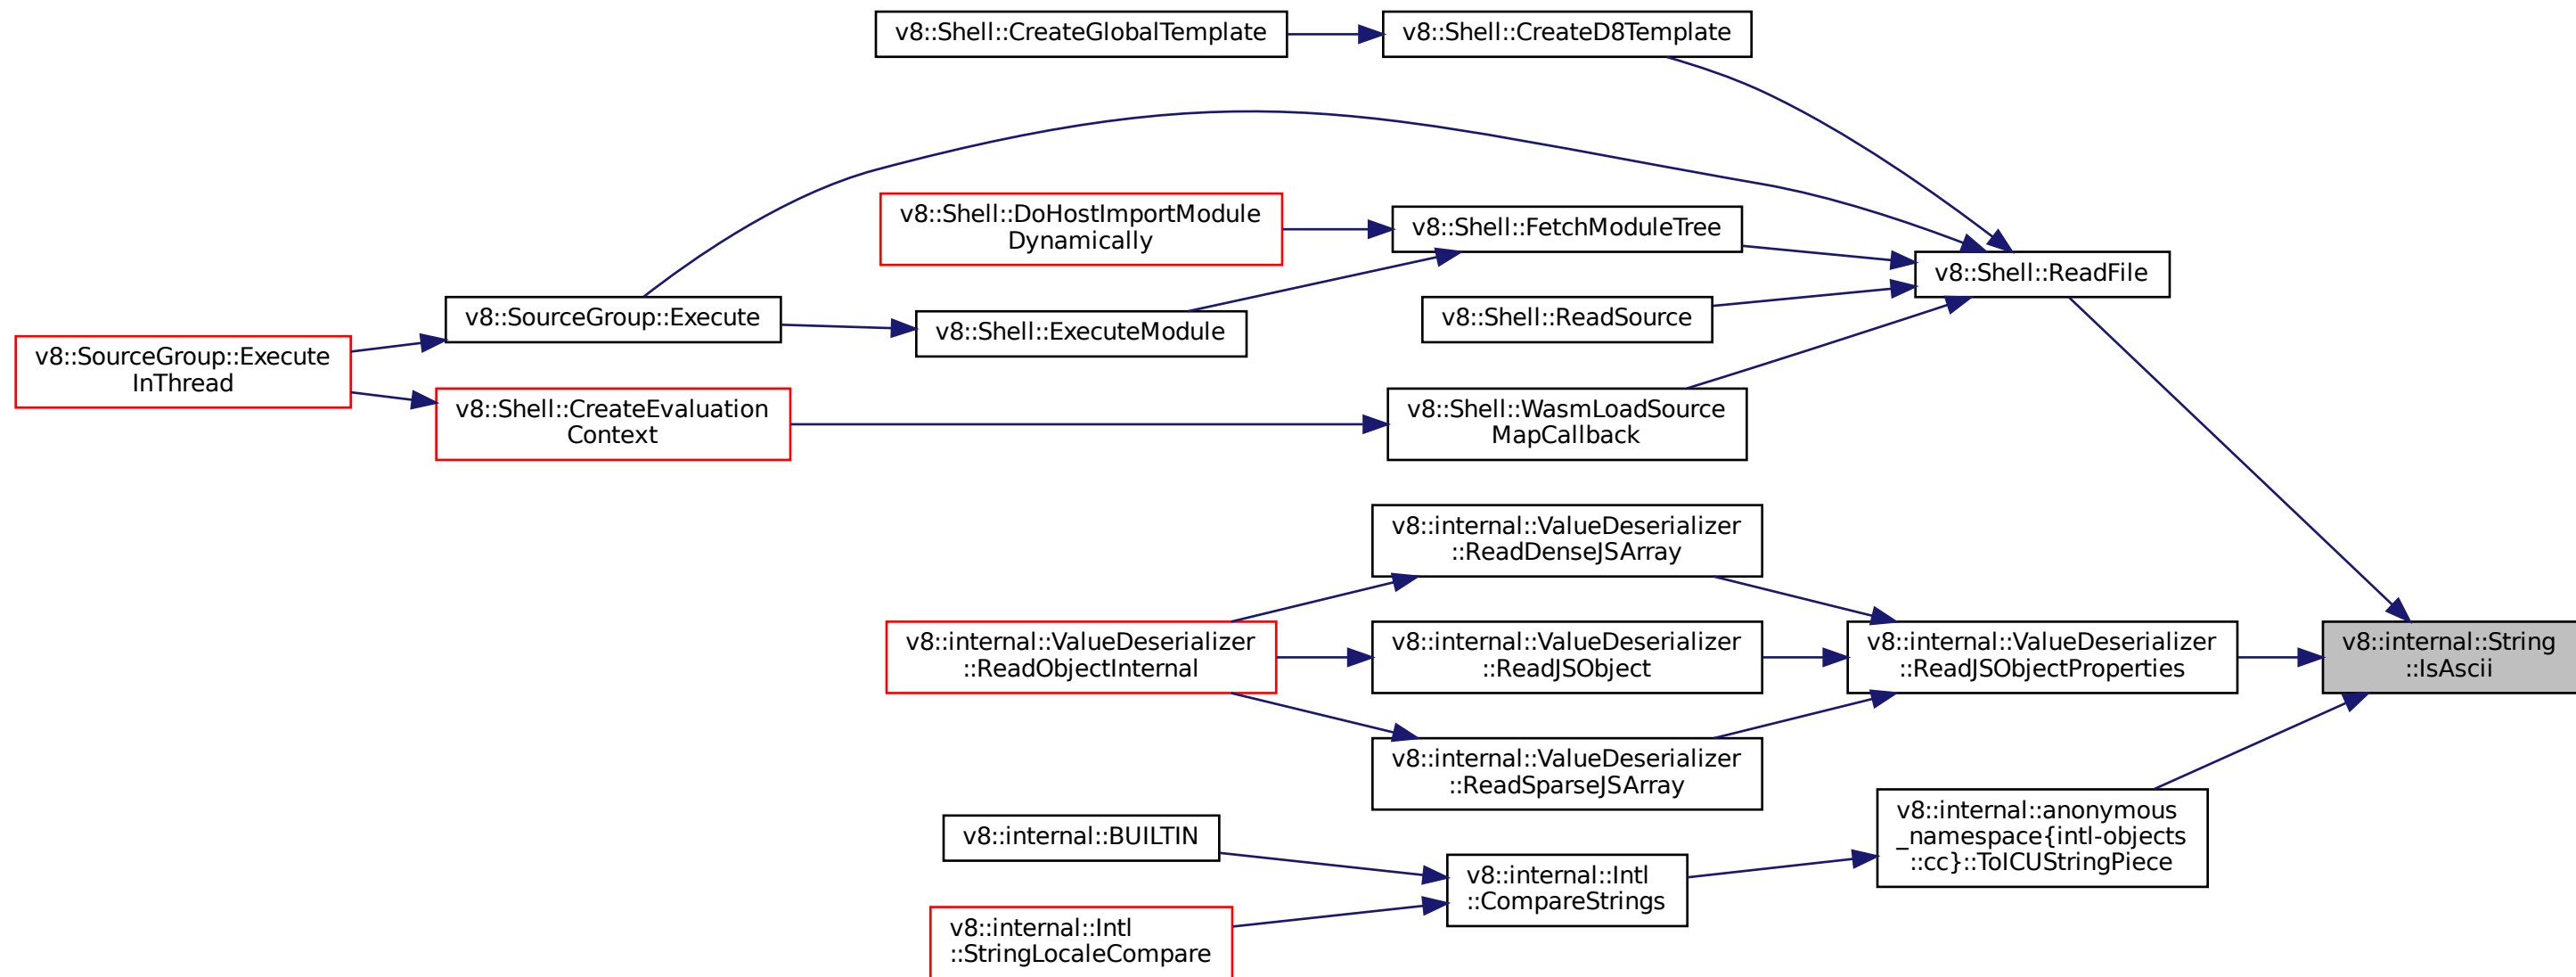 v8::Shell::CreateGlobalTemplate
v8::Shell::CreateD8Template
v8::Shell::DoHostImportModule
Dynamically
v8::Shell::FetchModuleTree
v8::Shell::ReadFile
v8::SourceGroup::Execute
v8::Shell::ExecuteModule
v8::Shell::ReadSource
v8::SourceGroup::Execute
InThread
v8::Shell::CreateEvaluation
Context
v8::Shell::WasmLoadSource
MapCallback
v8::internal::ValueDeserializer
::ReadDenseJSArray
v8::internal::ValueDeserializer
::ReadObjectInternal
v8::internal::ValueDeserializer
::ReadJSObject
v8::internal::ValueDeserializer
::ReadJSObjectProperties
v8::internal::String
::IsAscii
v8::internal::ValueDeserializer
::ReadSparseJSArray
v8::internal::BUILTIN
v8::internal::anonymous
_namespace{intl-objects
::cc}::ToICUStringPiece
v8::internal::Intl
::CompareStrings
v8::internal::Intl
::StringLocaleCompare